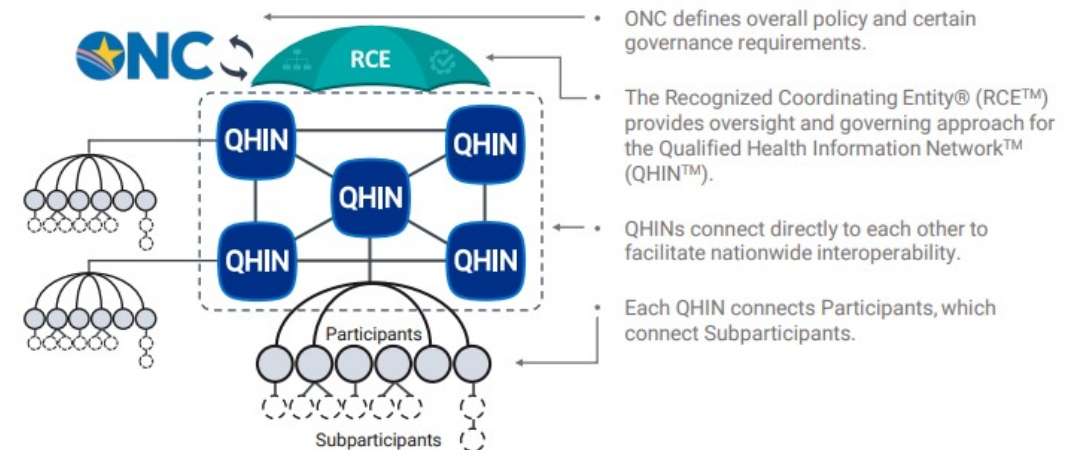 ONC
RCE
QHIN
QHIN
QHIN
QHIN
QHIN
Participants
Subparticipants
• ONC defines overall policy and certain
governance requirements.
• The Recognized Coordinating Entity® (RCE™)
provides oversight and governing approach for
the Qualified Health Information Network™
(QHIN™).
• QHINs connect directly to each other to
facilitate nationwide interoperability.
• Each QHIN connects Participants, which
connect Subparticipants.